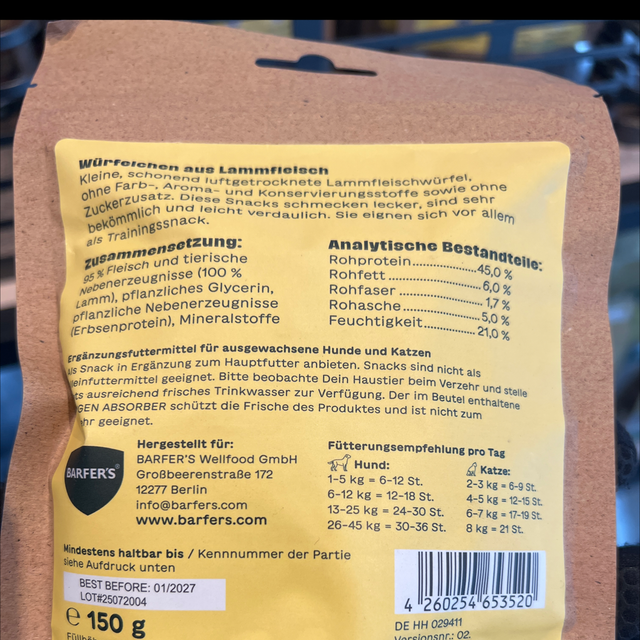 Würfelchen aus Lammfleisch
Kleine, schonend luftgetrocknete Lammfleischwürfel,
ohne Farb-, Aroma- und Konservierungsstoffe sowie ohne
Zuckerzusatz. Diese Snacks schmecken lecker, sind sehr
bekömmlich und leicht verdaulich. Sie eignen sich vor allem
als Trainingssnack.
Zusammensetzung:
95 % Fleisch und tierische
Nebenerzeugnisse (100 %
Lamm), pflanzliches Glycerin,
pflanzliche Nebenerzeugnisse
(Erbsenprotein), Mineralstoffe
Analytische Bestandteile:
Rohprotein....................45,0 %
Rohfett.........................6,0 %
Rohfaser......................1,7 %
Rohasche....................5,0 %
Feuchtigkeit..................21,0 %
Ergänzungsfuttermittel für ausgewachsene Hunde und Katzen
Als Snack in Ergänzung zum Hauptfutter anbieten. Snacks sind nicht als
leinfuttermittel geeignet. Bitte beobachte Dein Haustier beim Verzehr und stelle
ts ausreichend frisches Trinkwasser zur Verfügung. Der im Beutel enthaltene
GEN ABSORBER schützt die Frische des Produktes und ist nicht zum
hr geeignet.
BARFER'S®
Hergestellt für:
BARFER'S Wellfood GmbH
Großbeerenstraße 172
12277 Berlin
info@barfers.com
www.barfers.com
Fütterungsempfehlung pro Tag
Hund:
1-5 kg = 6-12 St.
6-12 kg = 12-18 St.
13-25 kg = 24-30 St.
26-45 kg = 30-36 St.
Katze:
2-3 kg = 6-9 St.
4-5 kg = 12-15 St.
6-7 kg = 17-19 St.
8 kg = 21 St.
Mindestens haltbar bis / Kennnummer der Partie
siehe Aufdruck unten
BEST BEFORE: 01/2027
LOT#25072004
℮ 150 g
4 260254 653520
DE HH 029411
Versionsnr.: 02.